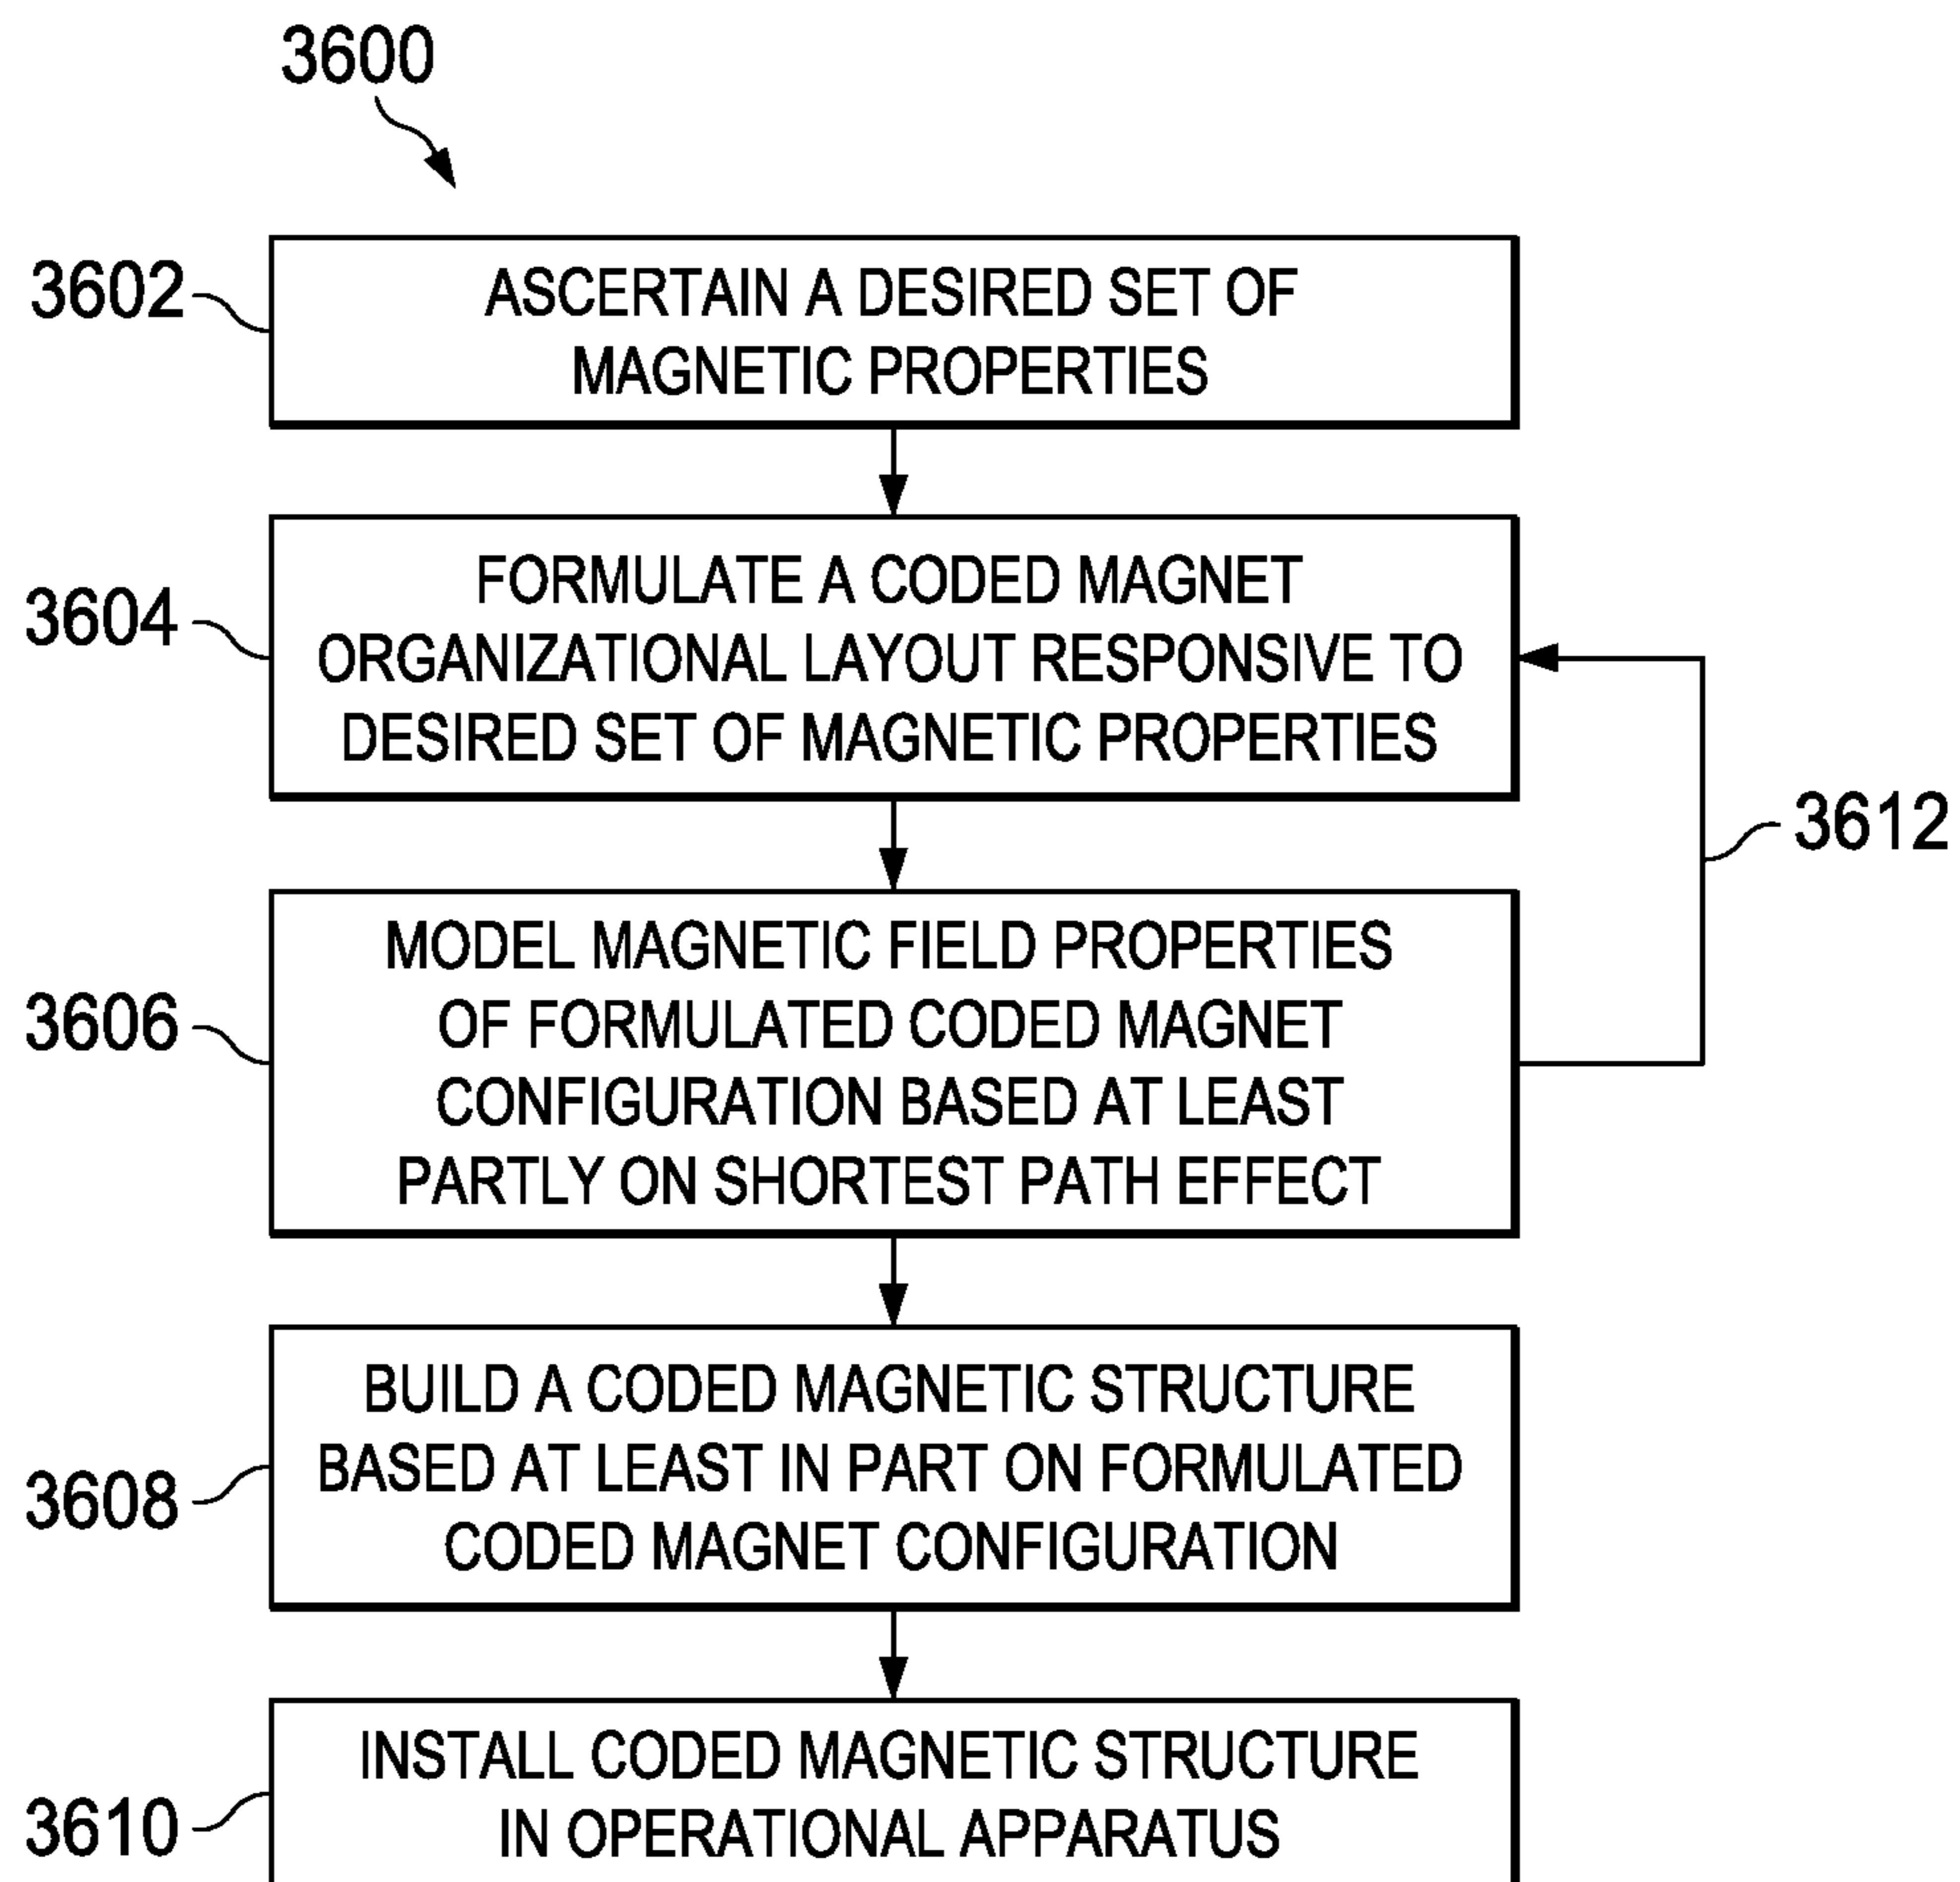 3600
3602
ASCERTAIN A DESIRED SET OF
MAGNETIC PROPERTIES
3604
FORMULATE A CODED MAGNET
ORGANIZATIONAL LAYOUT RESPONSIVE TO
DESIRED SET OF MAGNETIC PROPERTIES
3612
3606
MODEL MAGNETIC FIELD PROPERTIES
OF FORMULATED CODED MAGNET
CONFIGURATION BASED AT LEAST
PARTLY ON SHORTEST PATH EFFECT
3608
BUILD A CODED MAGNETIC STRUCTURE
BASED AT LEAST IN PART ON FORMULATED
CODED MAGNET CONFIGURATION
3610
INSTALL CODED MAGNETIC STRUCTURE
IN OPERATIONAL APPARATUS